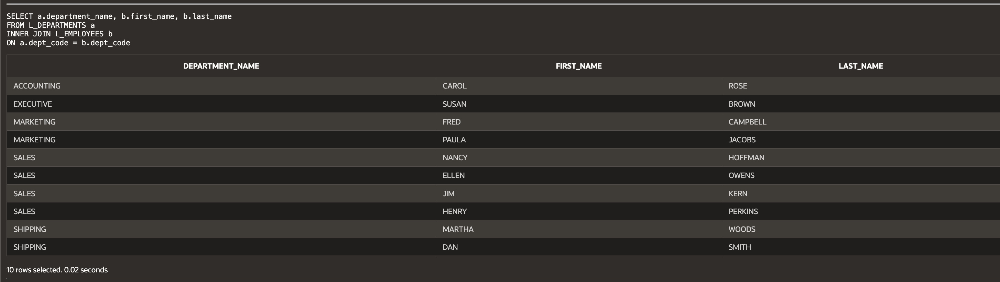 SELECT a.department_name, b.first_name, b.last_name
FROM L_DEPARTMENTS a
INNER JOIN L_EMPLOYEES b
ON a.dept_code = b.dept_code
DEPARTMENT_NAME FIRST_NAME LAST_NAME
ACCOUNTING CAROL ROSE
EXECUTIVE SUSAN BROWN
MARKETING FRED CAMPBELL
MARKETING PAULA JACOBS
SALES NANCY HOFFMAN
SALES ELLEN OWENS
SALES JIM KERN
SALES HENRY PERKINS
SHIPPING MARTHA WOODS
SHIPPING DAN SMITH
10 rows selected. 0.02 seconds